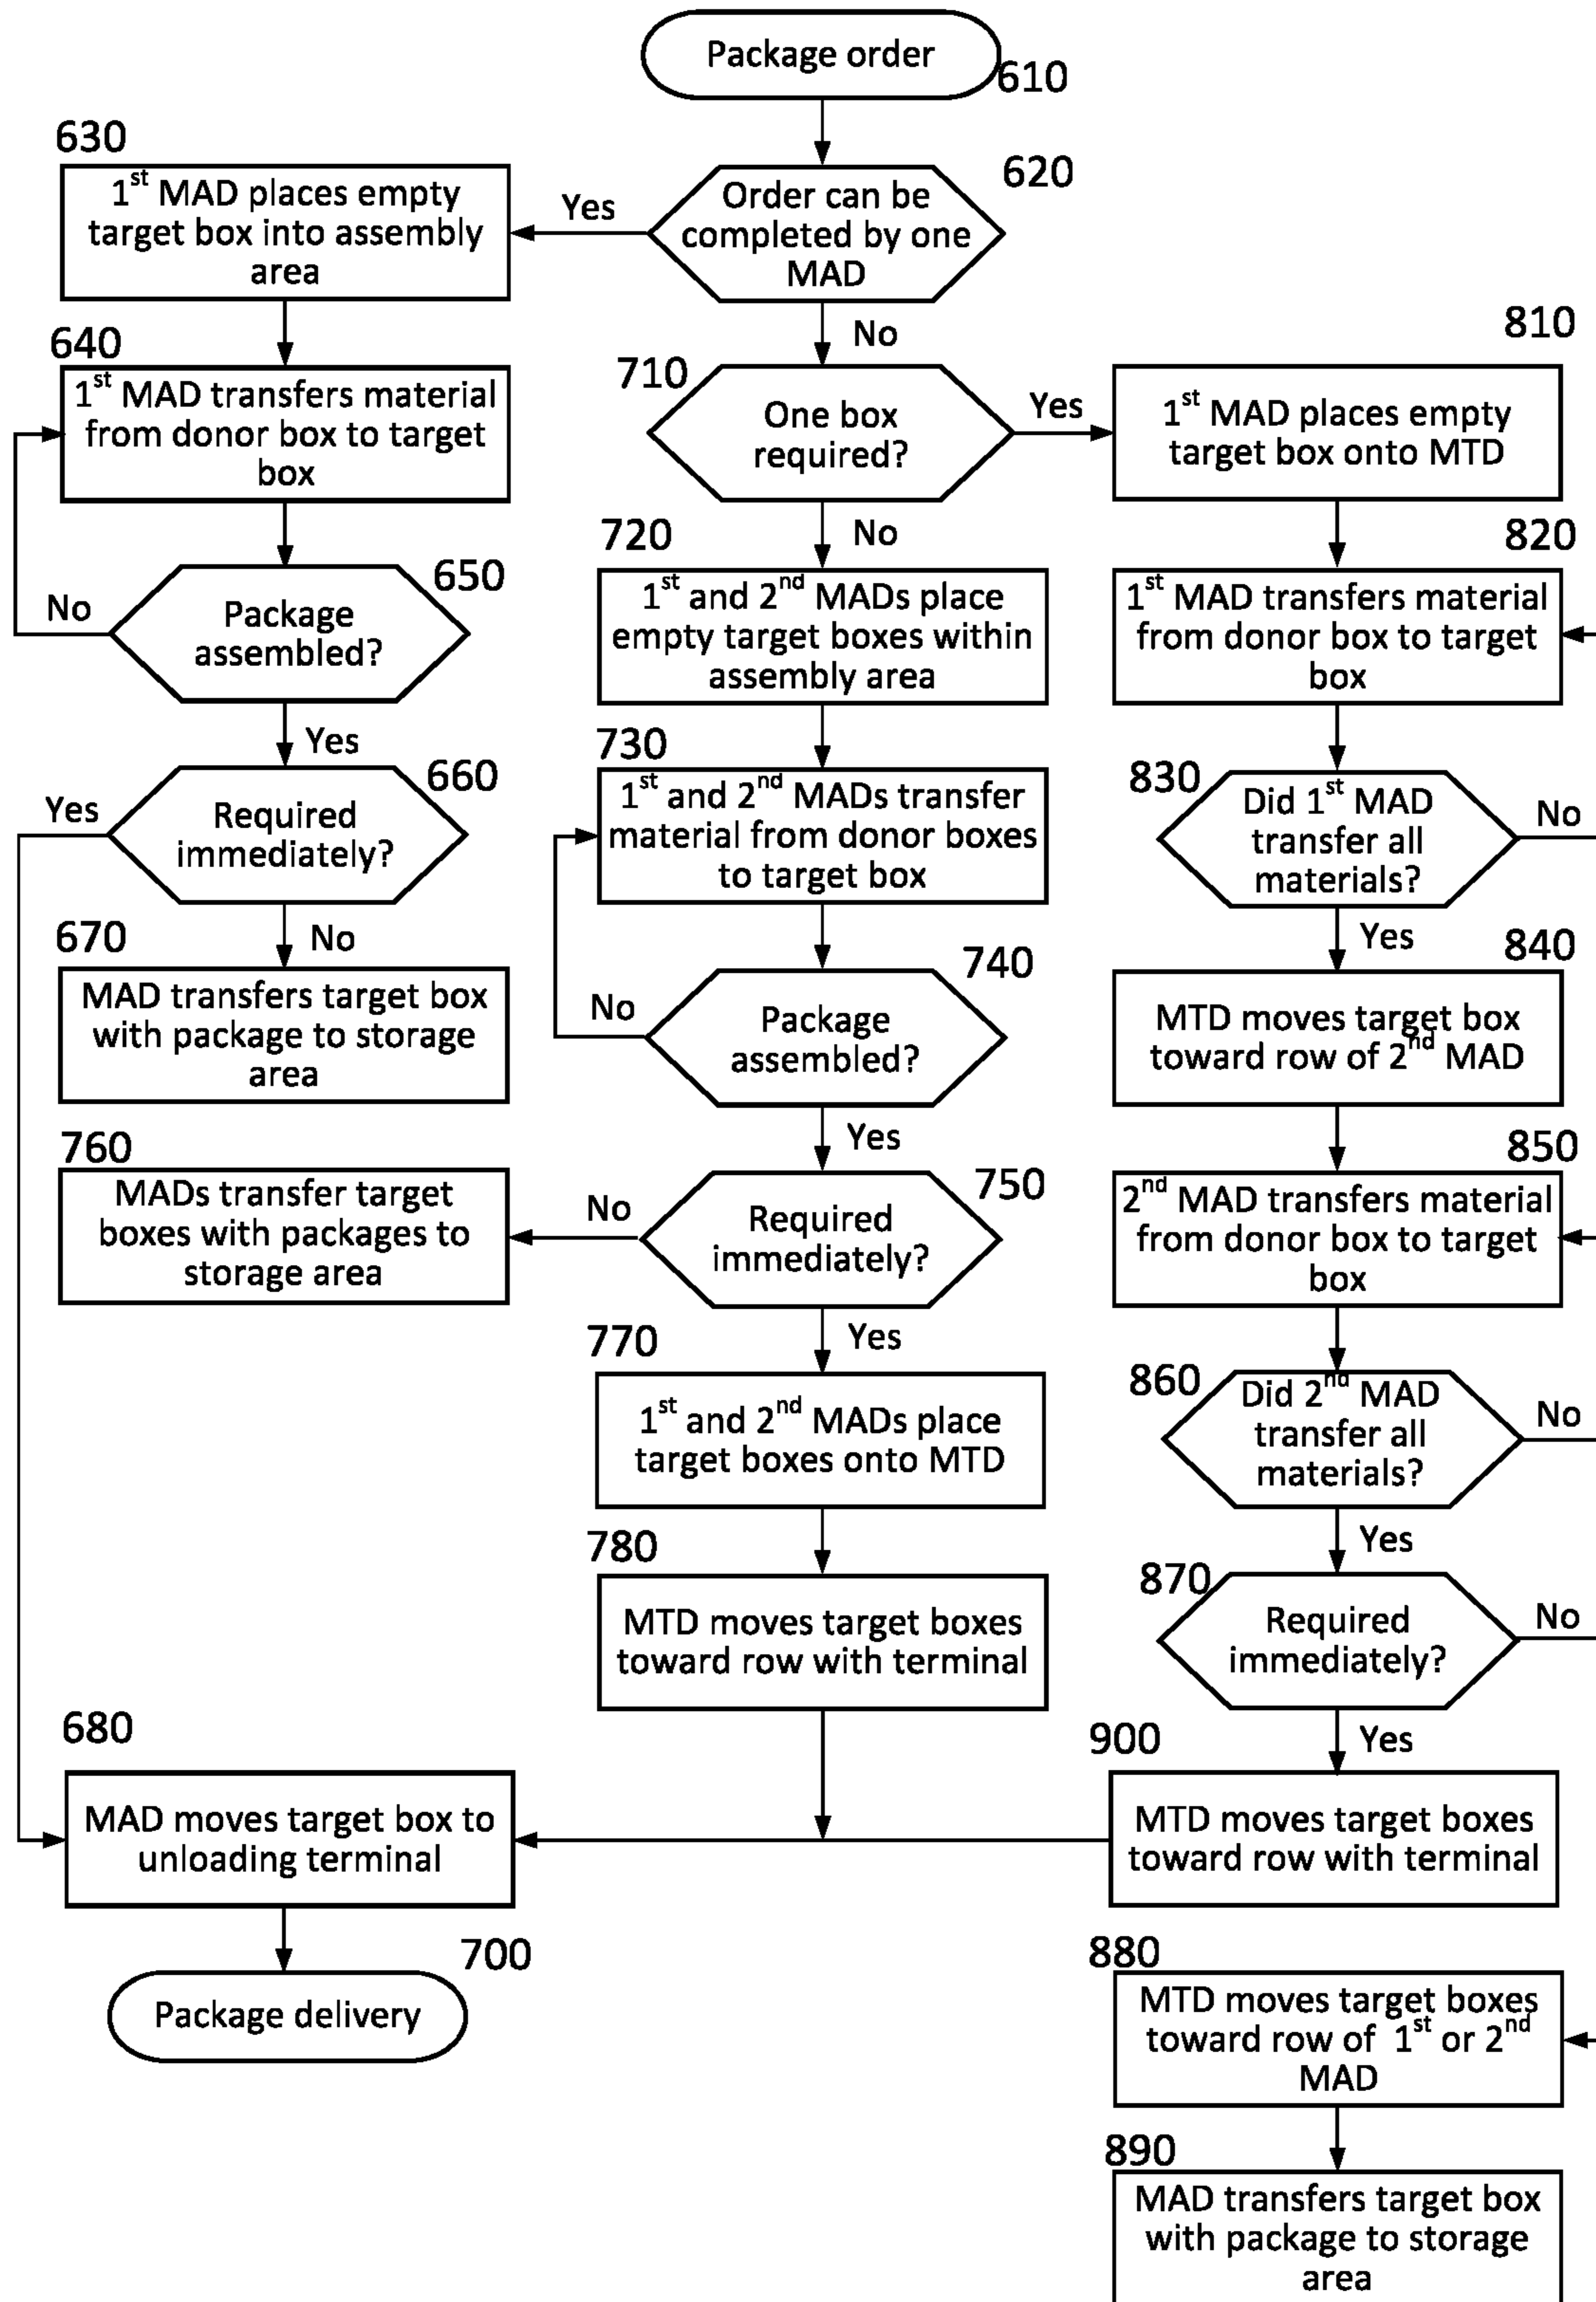 Package order
610
620
Order can be
completed by one
MAD
Yes
No
630
1st MAD places empty
target box into assembly
area
640
1st MAD transfers material
from donor box to target
box
650
Package
assembled?
No
Yes
660
Required
immediately?
Yes
No
670
MAD transfers target box
with package to storage
area
710
One box
required?
Yes
No
720
1st and 2nd MADs place
empty target boxes within
assembly area
730
1st and 2nd MADs transfer
material from donor boxes
to target box
740
Package
assembled?
No
Yes
750
Required
immediately?
No
Yes
760
MADs transfer target
boxes with packages to
storage area
770
1st and 2nd MADs place
target boxes onto MTD
780
MTD moves target boxes
toward row with terminal
680
MAD moves target box to
unloading terminal
700
Package delivery
810
1st MAD places empty
target box onto MTD
820
1st MAD transfers material
from donor box to target
box
830
Did 1st MAD
transfer all
materials?
No
Yes
840
MTD moves target box
toward row of 2nd MAD
850
2nd MAD transfers material
from donor box to target
box
860
Did 2nd MAD
transfer all
materials?
No
Yes
870
Required
immediately?
No
Yes
900
MTD moves target boxes
toward row with terminal
880
MTD moves target boxes
toward row of 1st or 2nd
MAD
890
MAD transfers target box
with package to storage
area